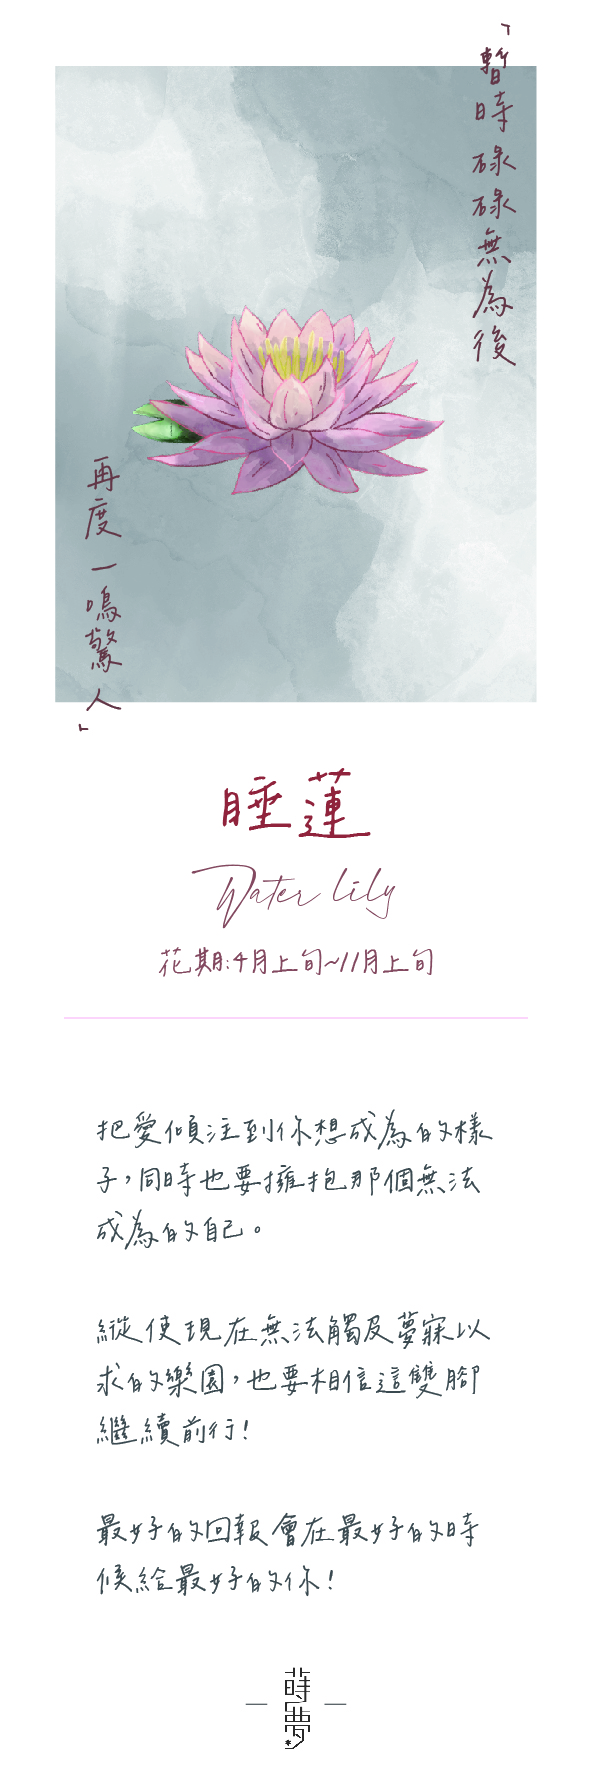 「暫時碌碌無為後
再度一鳴驚人」
睡蓮
Water lily
花期:4月上旬~11月上旬
把愛傾注到你想成為的樣
子，同時也要擁抱那個無法
成為的自己。
縱使現在無法觸及夢寐以
求的樂園，也要相信這雙腳
繼續前行!
最好的回報會在最好的時
候給最好的你!
蒔夢